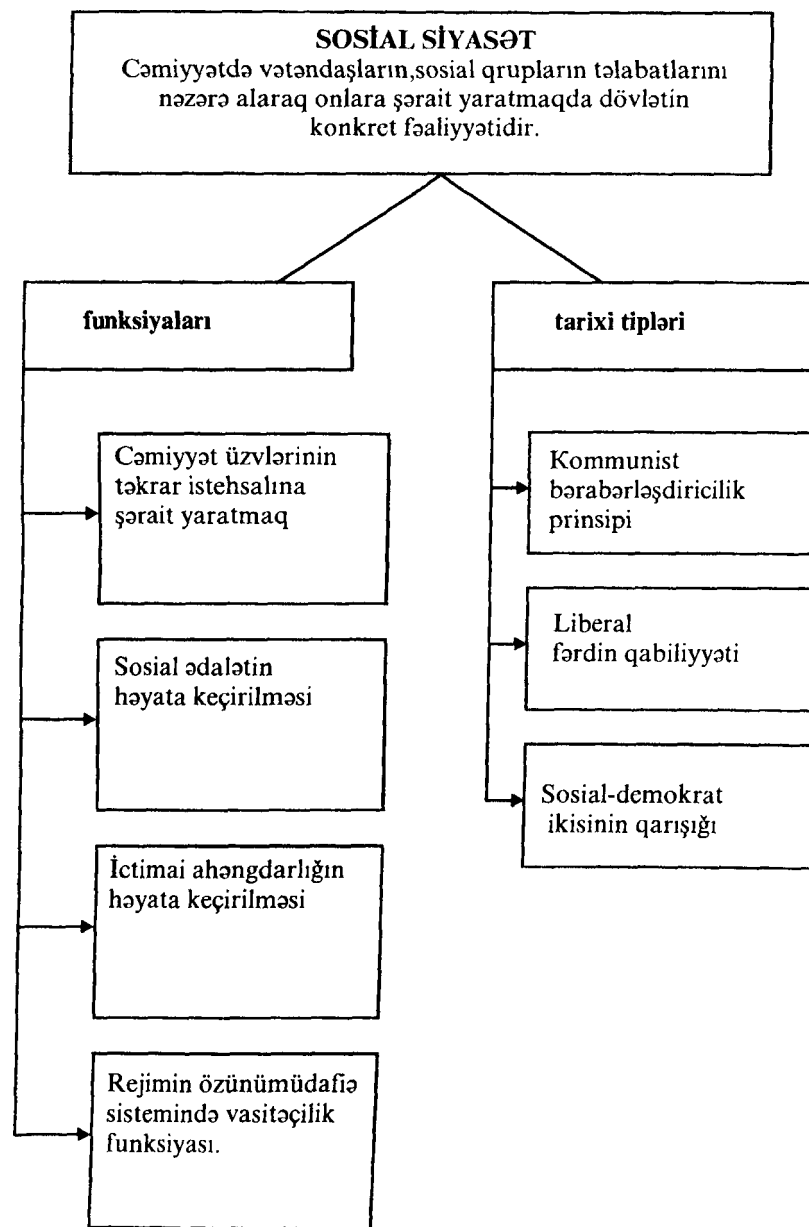 SOSİAL SİYASƏT
Cəmiyyətdə vətəndaşların,sosial qrupların təlabatlarını
nəzərə alaraq onlara şərait yaratmaqda dövlətin
konkret fəaliyyətidir.
funksiyaları
Cəmiyyət üzvlərinin
təkrar istehsalına
şərait yaratmaq
Sosial ədalətin
həyata keçirilməsi
İctimai ahəngdarlığın
həyata keçirilməsi
Rejimin özünümüdafiə
sistemində vasitəçilik
funksiyası.
tarixi tipləri
Kommunist
bərabərləşdiricilik
prinsipi
Liberal
fərdin qabiliyyəti
Sosial-demokrat
ikisinin qarışığı